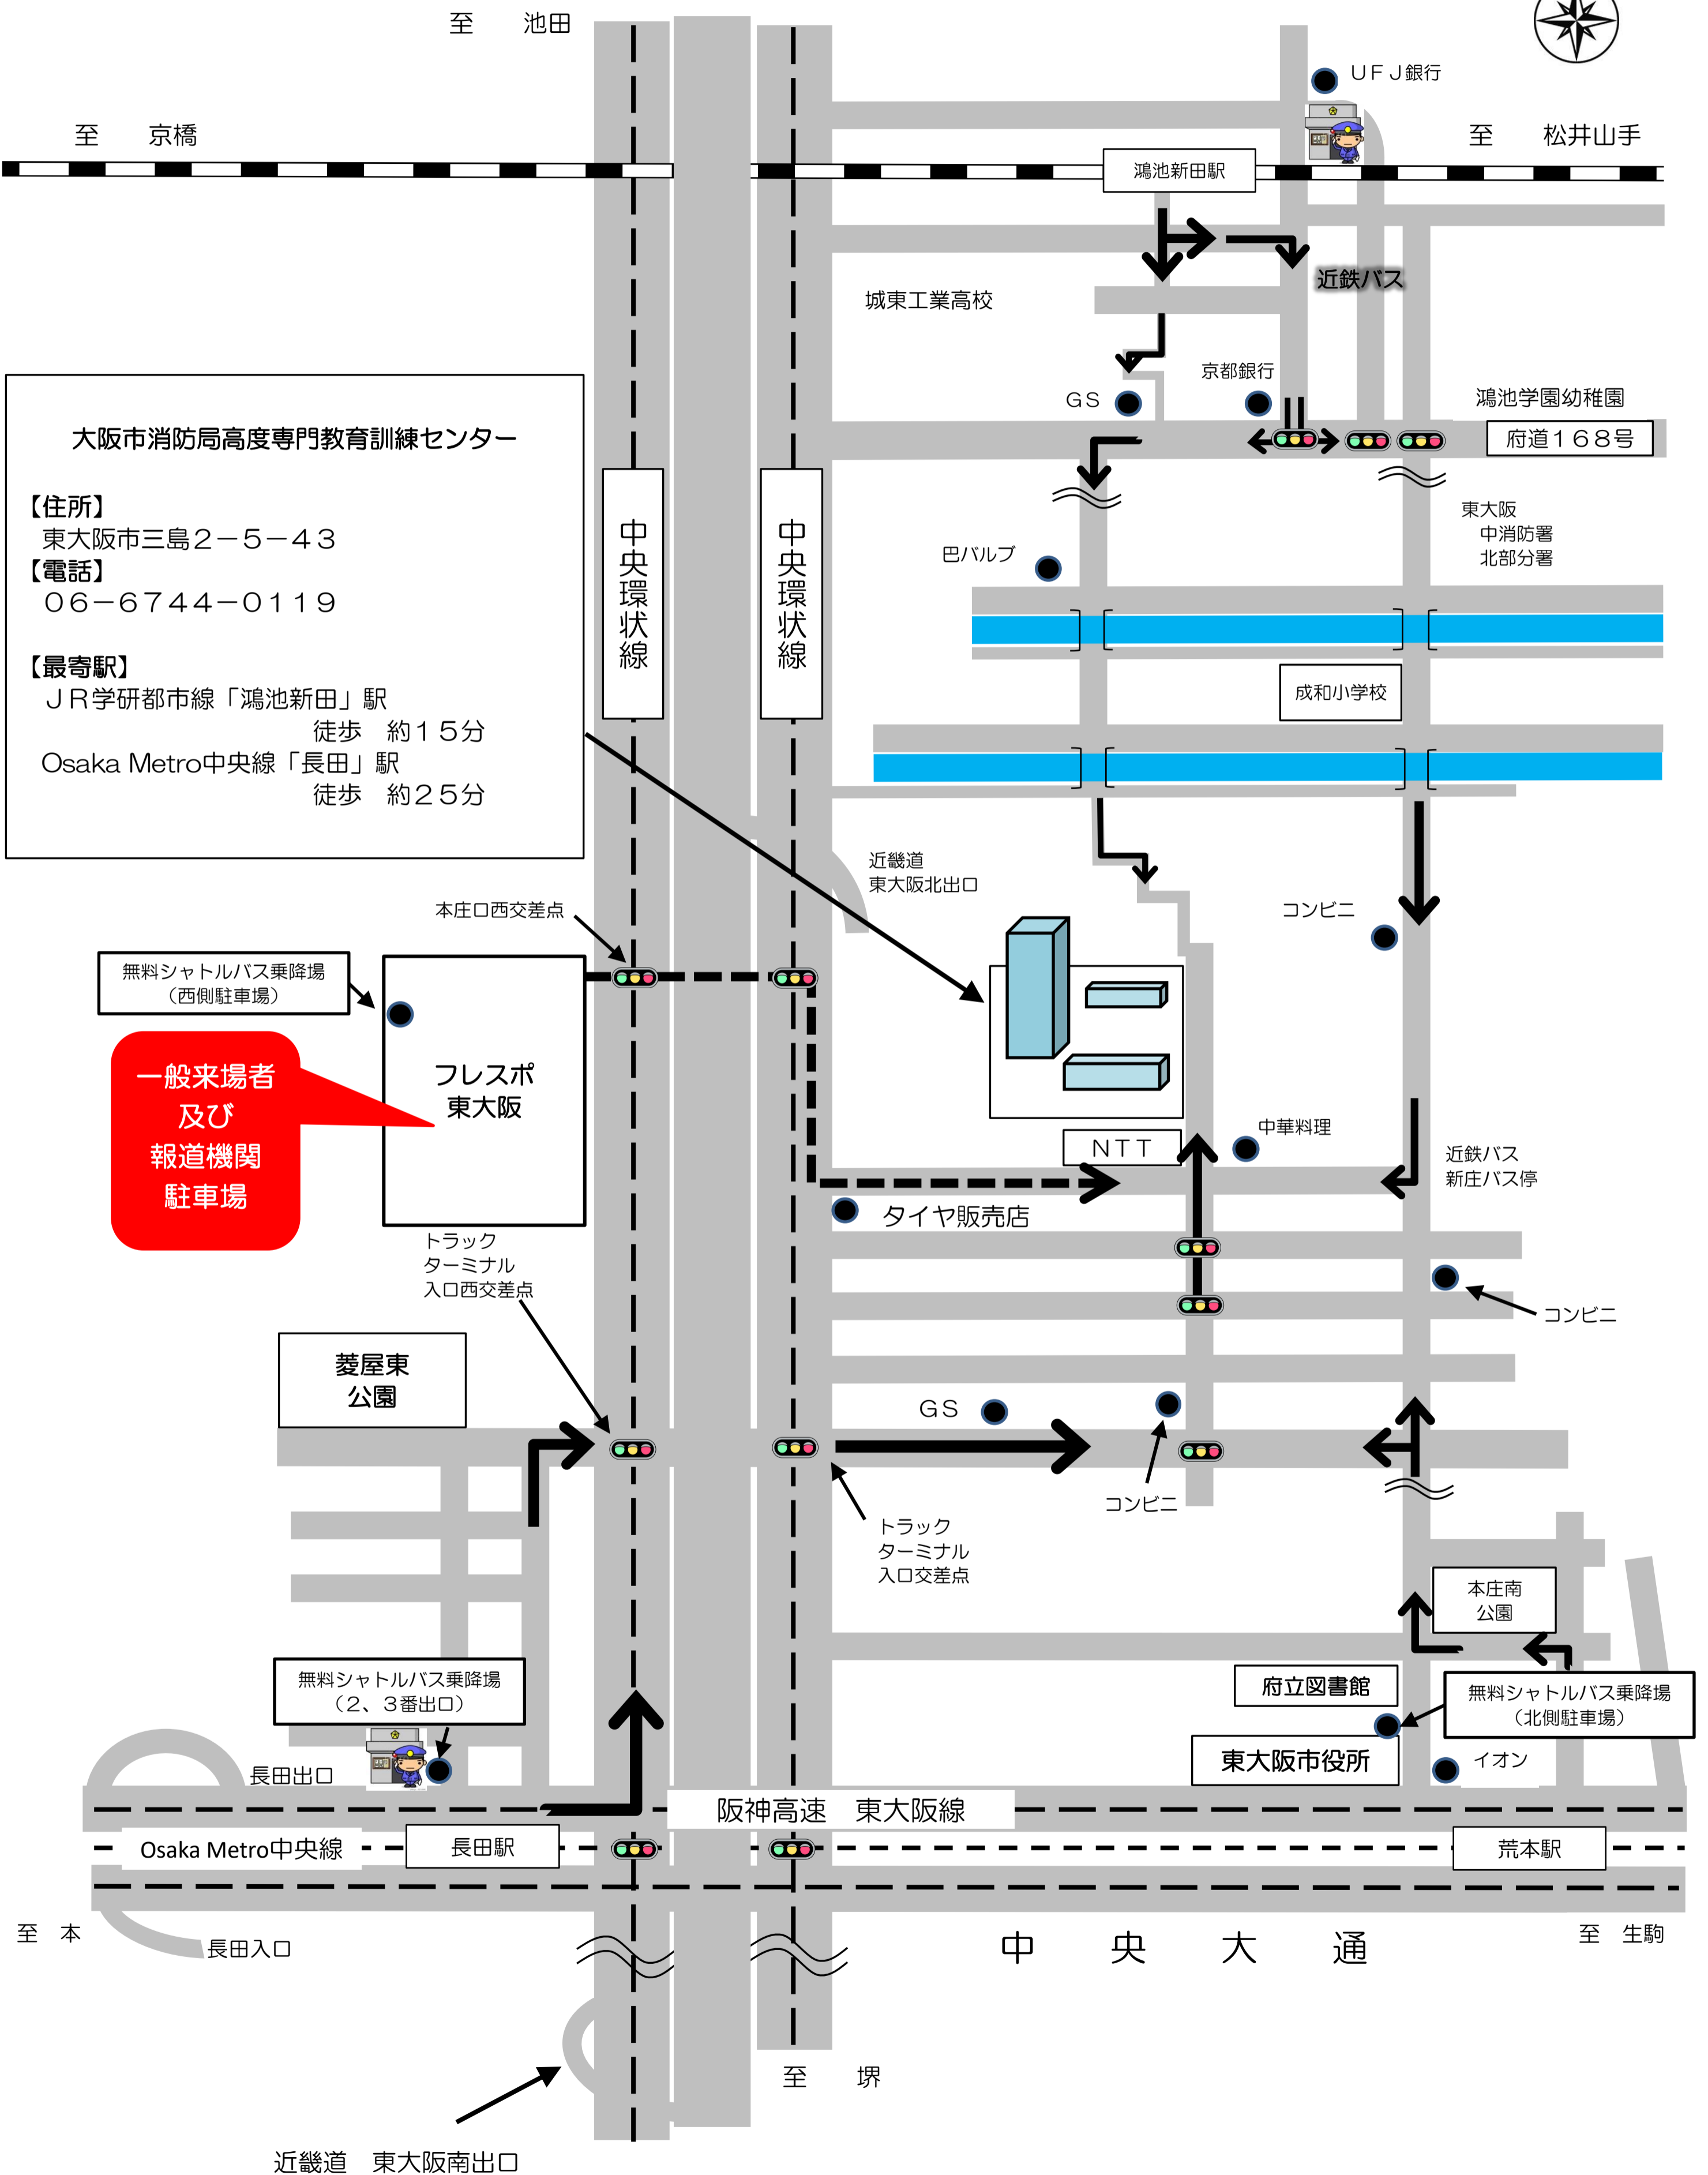 至　池田
ＵＦＪ銀行
至　京橋
至　松井山手
鴻池新田駅
近鉄バス
城東工業高校
京都銀行
ＧＳ
鴻池学園幼稚園
府道１６８号
大阪市消防局高度専門教育訓練センター
【住所】
東大阪市三島２－５－４３
【電話】
０６－６７４４－０１１９
【最寄駅】
ＪＲ学研都市線「鴻池新田」駅
徒歩　約１５分
Osaka Metro中央線「長田」駅
徒歩　約２５分
中央環状線
中央環状線
東大阪
中消防署
北部分署
巴バルブ
成和小学校
近畿道
東大阪北出口
本庄口西交差点
コンビニ
無料シャトルバス乗降場
（西側駐車場）
フレスポ
東大阪
一般来場者
及び
報道機関
駐車場
ＮＴＴ
中華料理
近鉄バス
新庄バス停
タイヤ販売店
トラック
ターミナル
入口西交差点
コンビニ
菱屋東
公園
ＧＳ
コンビニ
トラック
ターミナル
入口交差点
本庄南
公園
無料シャトルバス乗降場
（２、３番出口）
府立図書館
無料シャトルバス乗降場
（北側駐車場）
東大阪市役所
イオン
長田出口
阪神高速　東大阪線
Osaka Metro中央線
長田駅
荒本駅
至　本
長田入口
中　央　大　通
至　生駒
至　堺
近畿道　東大阪南出口